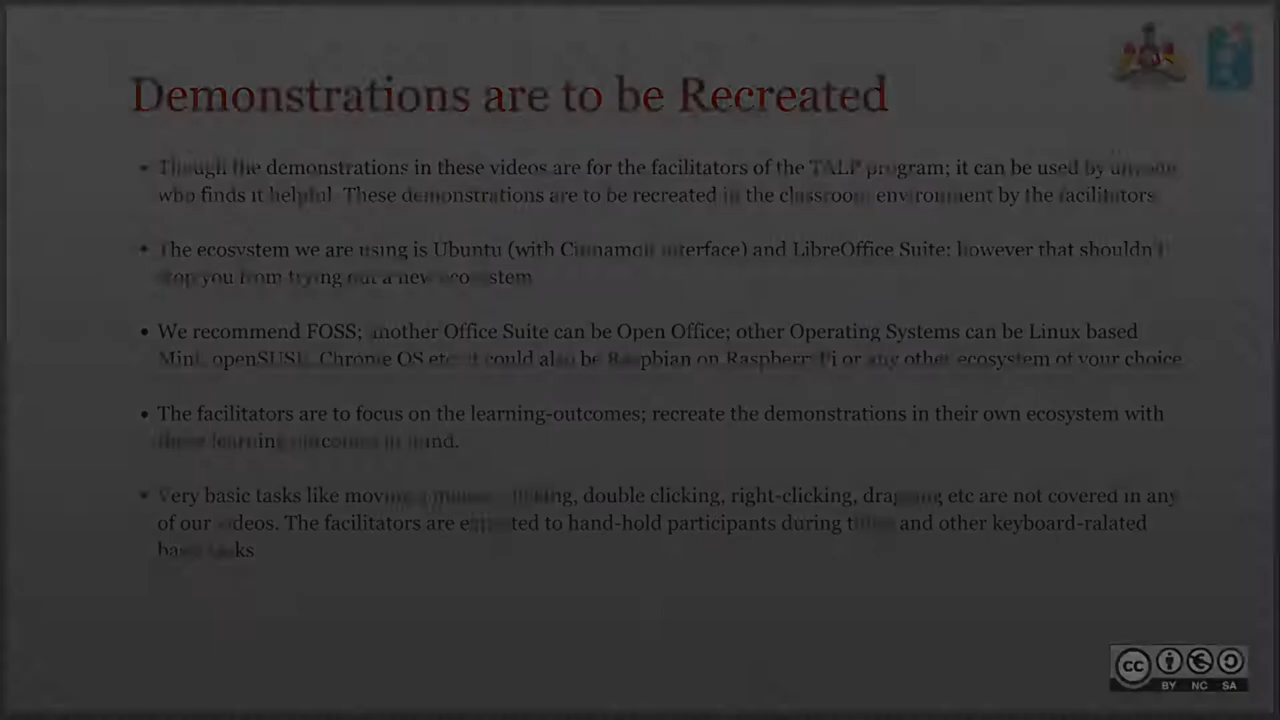 Demonstrations are to be Recreated
• Though the demonstrations in these videos are for the facilitators of the TALP program; it can be used by anyone
who finds it helpful. These demonstrations are to be recreated in the classroom environment by the facilitators
• The ecosystem we are using is Ubuntu (with Cinnamon interface) and LibreOffice Suite; however that shouldn't
stop you from trying out a new ecosystem
• We recommend FOSS; another Office Suite can be Open Office; other Operating Systems can be Linux based
Mint, openSUSE, Chrome OS etc; it could also be Raspbian on Raspberry Pi or any other ecosystem of your choice
• The facilitators are to focus on the learning-outcomes; recreate the demonstrations in their own ecosystem with
these learning outcomes in mind.
• Very basic tasks like moving a mouse, clicking, double clicking, right-clicking, dragging etc are not covered in any
of our videos. The facilitators are expected to hand-hold participants during these and other keyboard-ralated
basic tasks
cc
BY NC SA